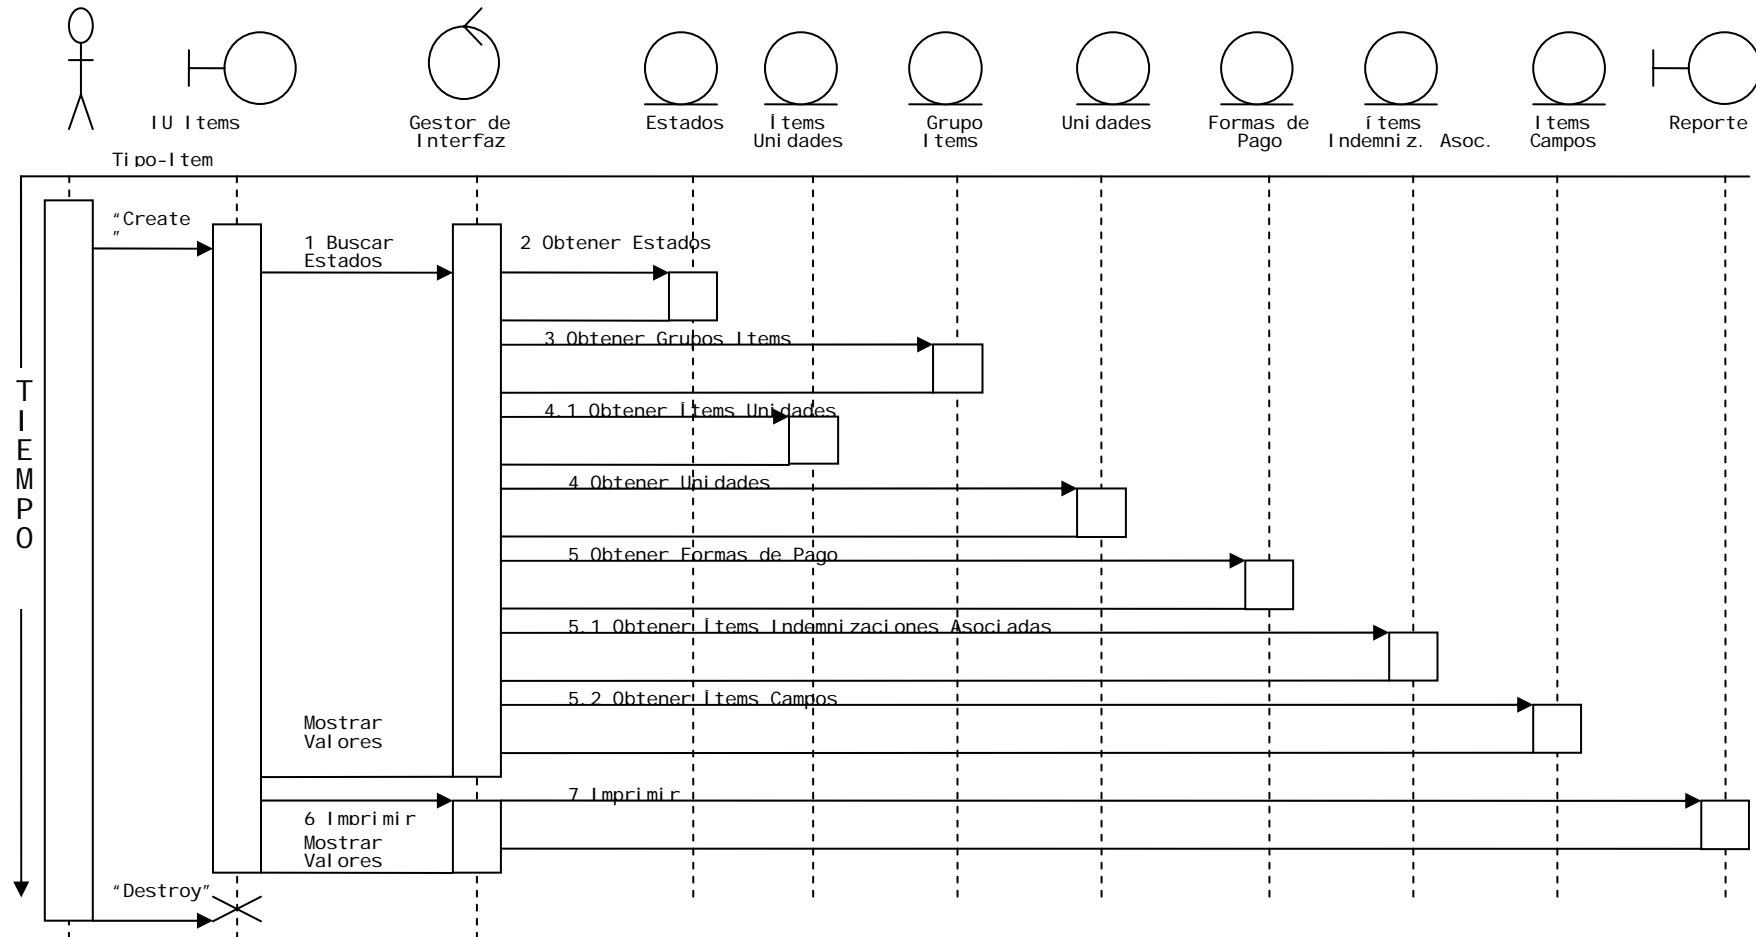 IU Items
Gestor de
Interfaz
Estados
Ítems
Unidades
Grupo
Items
Unidades
Formas de
Pago
ítems
Indemniz. Asoc.
Items
Campos
Reporte
Tipo-Item
“Create
”
1 Buscar
Estados
2 Obtener Estados
3 Obtener Grupos Items
TIEMPO
4.1 Obtener Ítems Unidades
4 Obtener Unidades
5 Obtener Formas de Pago
5.1 Obtener Ítems Indemnizaciones Asociadas
5.2 Obtener Ítems Campos
Mostrar
Valores
7 Imprimir
6 Imprimir
Mostrar
Valores
“Destroy”